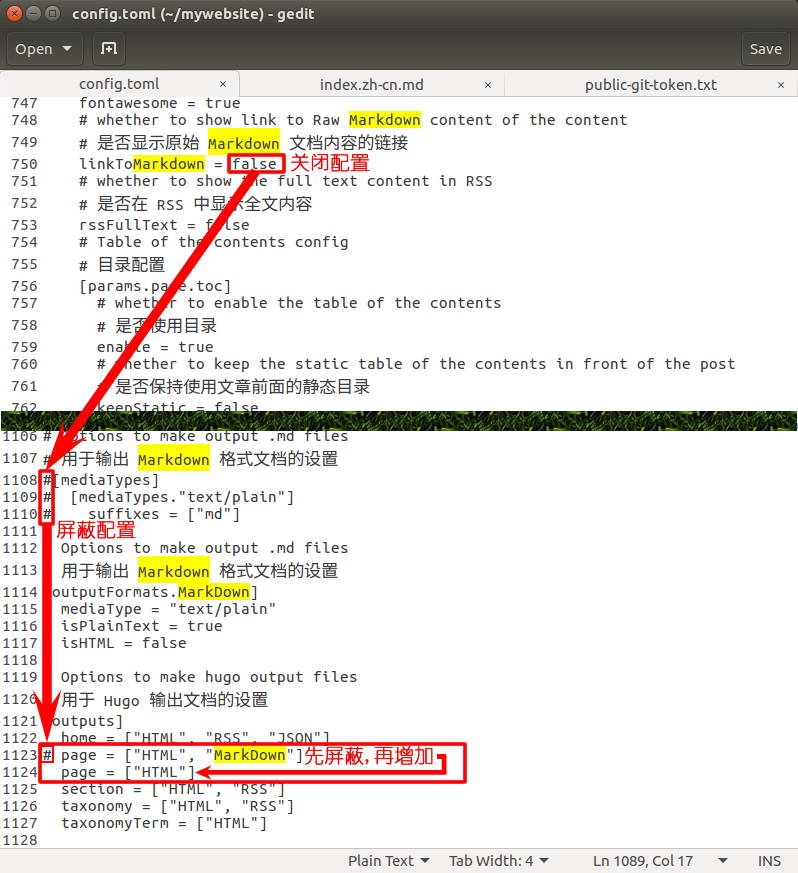 config.toml (~/mywebsite) - gedit
Open Save
config.toml × index.zh-cn.md × public-git-token.txt ×
747 fontawesome = true
748 # whether to show link to Raw Markdown content of the content
749 # 是否显示原始 Markdown 文档内容的链接
750 linkToMarkdown = false 关闭配置
751 # whether to show the full text content in RSS
752 # 是否在 RSS 中显示全文内容
753 rssFullText = false
754 # Table of the contents config
755 # 目录配置
756 [params.page.toc]
757 # whether to enable the table of the contents
758 # 是否使用目录
759 enable = true
760 # whether to keep the static table of the contents in front of the post
761 # 是否保持使用文章前面的静态目录
762 keepStatic = false
1106 # Options to make output .md files
1107 # 用于输出 Markdown 格式文档的设置
1108 #[mediaTypes]
1109 # [mediaTypes."text/plain"]
1110 # suffixes = ["md"]
1111 屏蔽配置
1112 Options to make output .md files
1113 用于输出 Markdown 格式文档的设置
1114 outputFormats.MarkDown]
1115 mediaType = "text/plain"
1116 isPlainText = true
1117 isHTML = false
1118
1119 Options to make hugo output files
1120 用于 Hugo 输出文档的设置
1121 outputs]
1122 home = ["HTML", "RSS", "JSON"]
1123 # page = ["HTML", "MarkDown"] 先屏蔽,再增加
1124 page = ["HTML"]
1125 section = ["HTML", "RSS"]
1126 taxonomy = ["HTML", "RSS"]
1127 taxonomyTerm = ["HTML"]
1128
Plain Text Tab Width: 4 Ln 1089, Col 17 INS